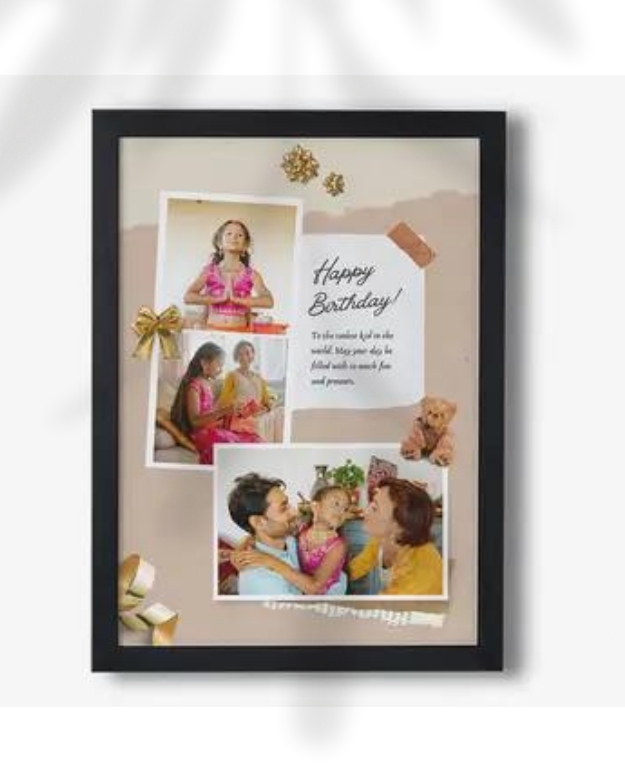 Happy
Birthday!
To the coolest kid in the
world. May your day be
filled with so much fun
and presents.